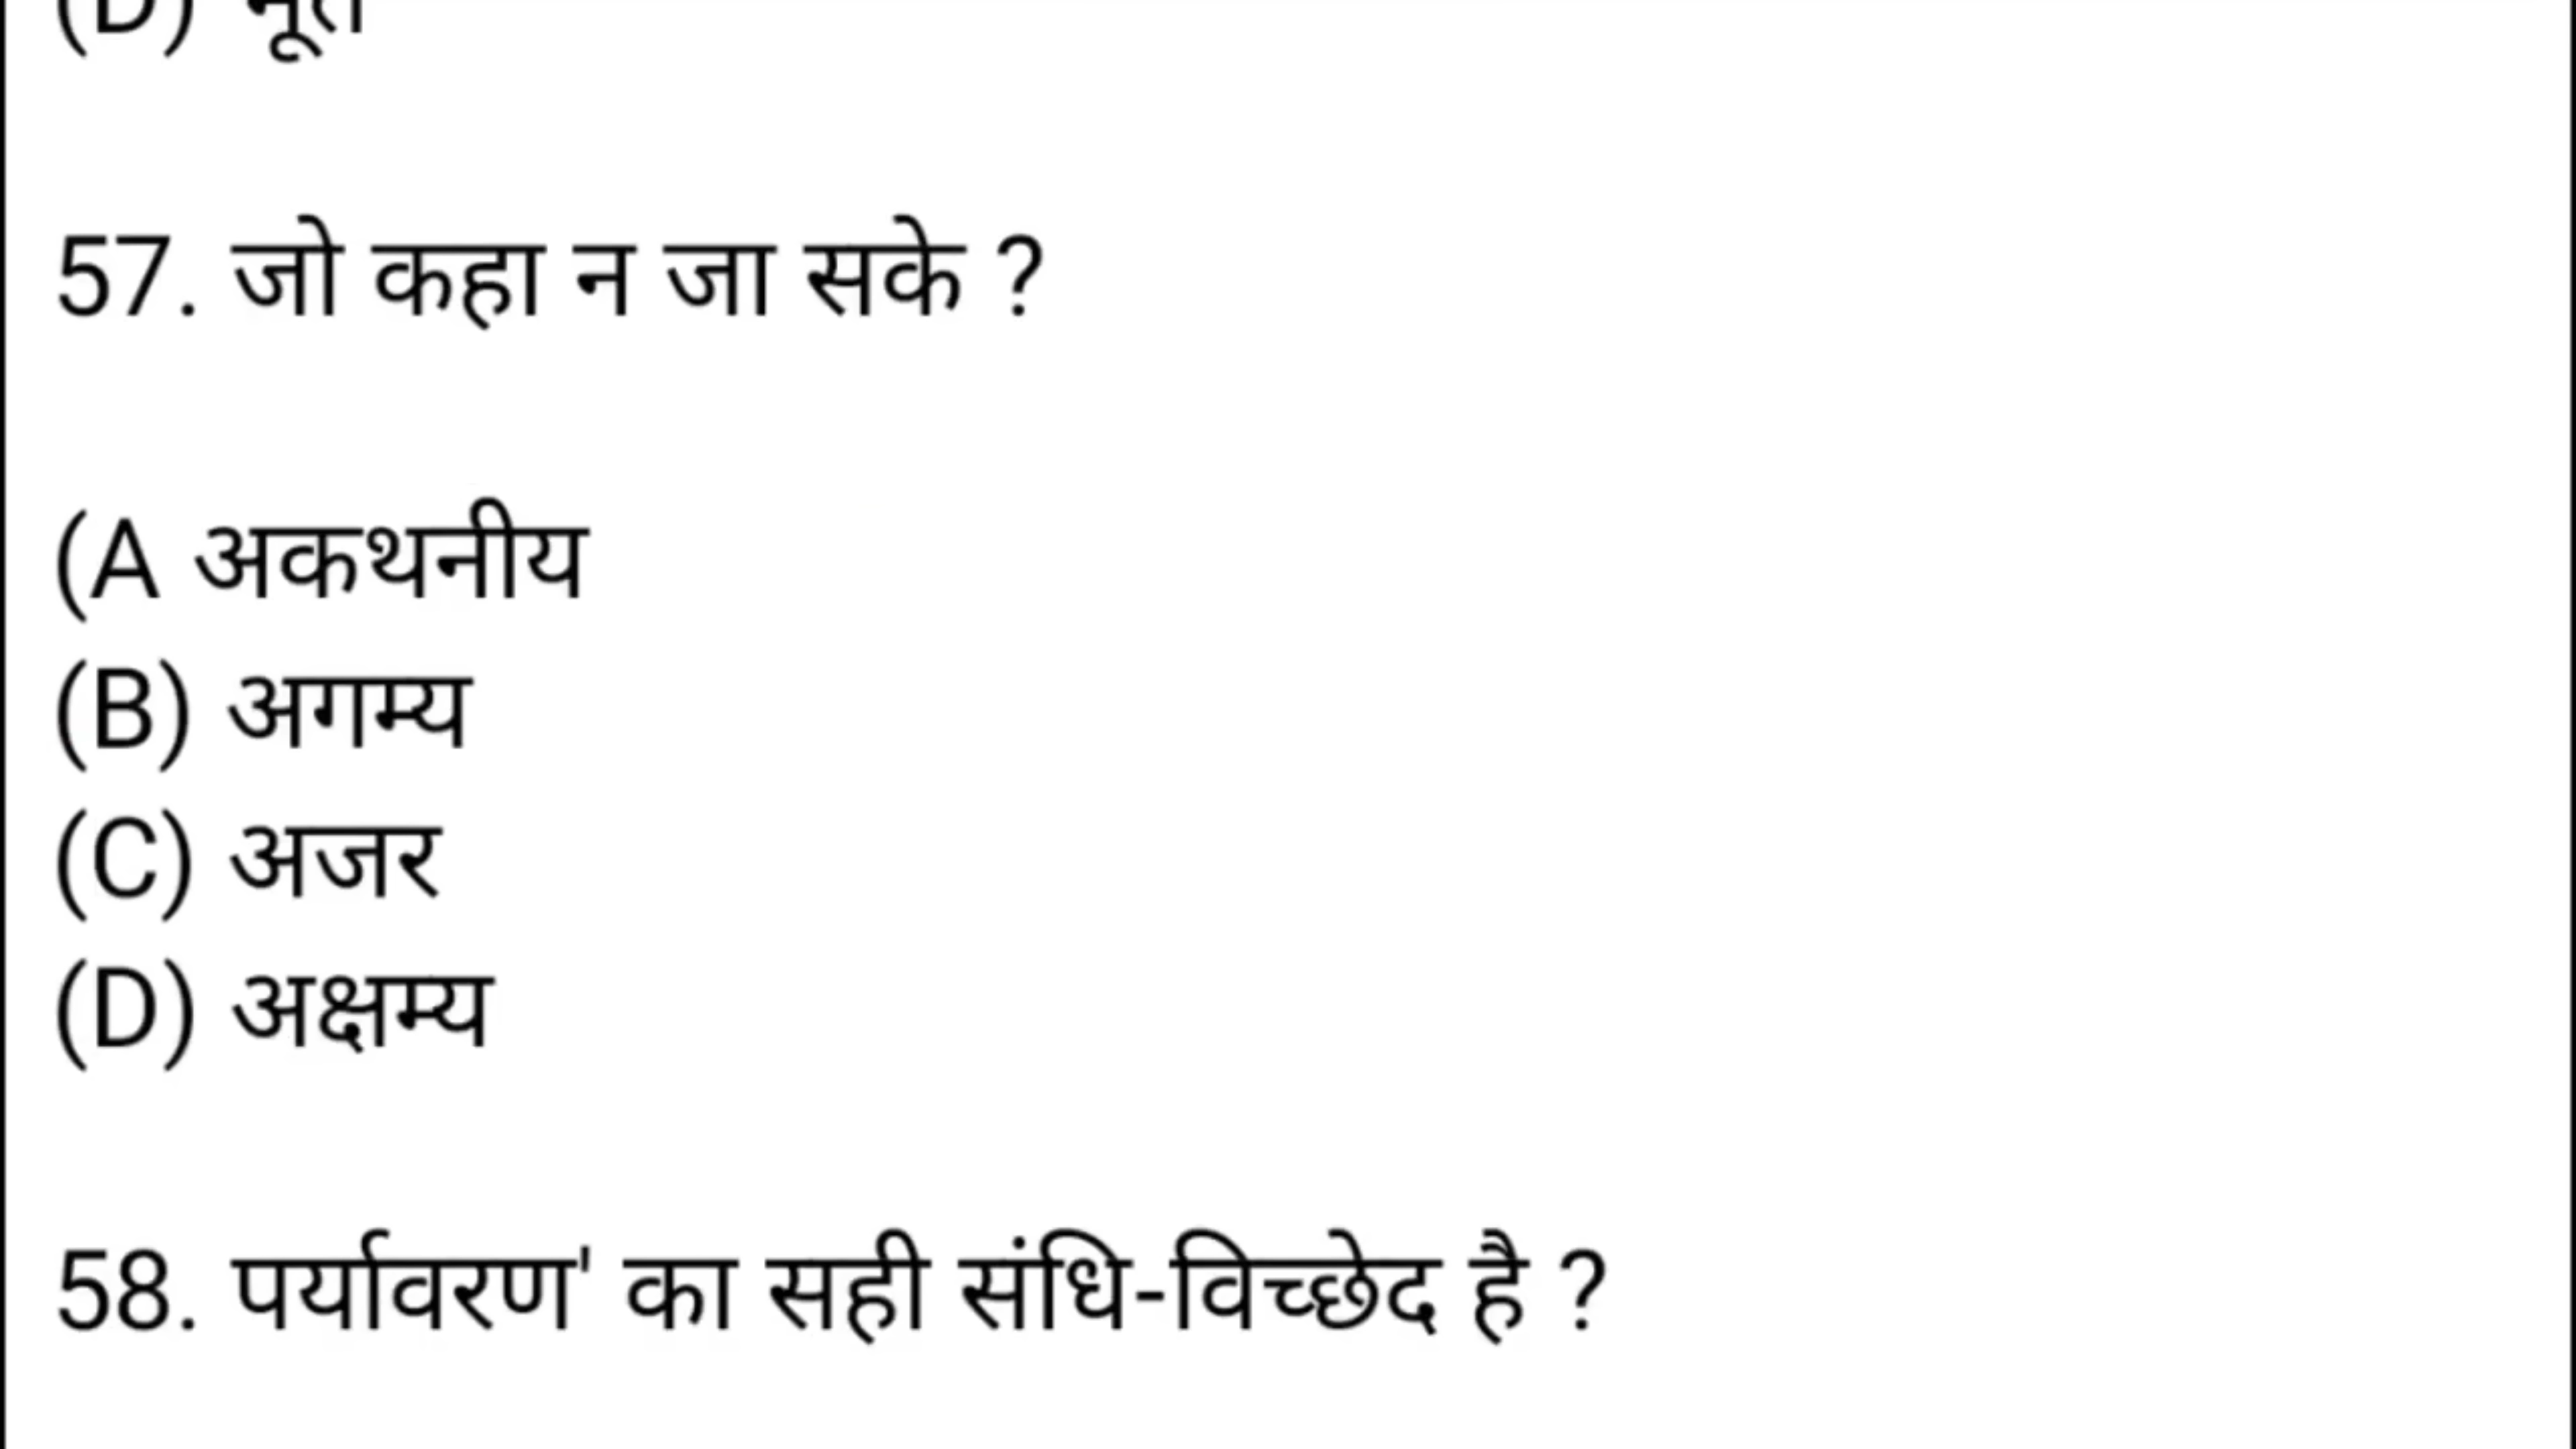 (D) भूत
57. जो कहा न जा सके ?
(A अकथनीय
(B) अगम्य
(C) अजर
(D) अक्षम्य
58. पर्यावरण' का सही संधि-विच्छेद है ?